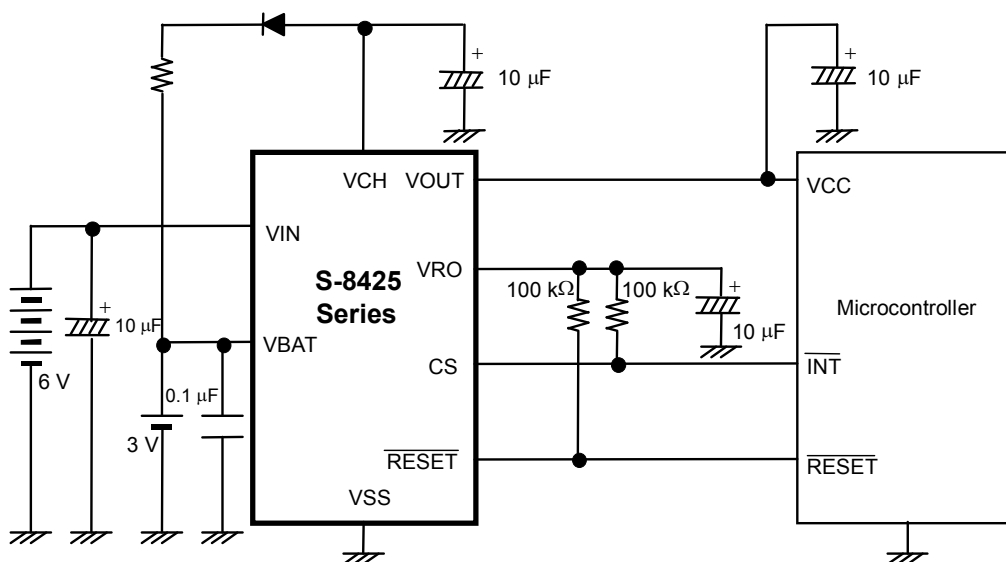 +
10 μF
+
10 μF
VCH
VOUT
VCC
VIN
S-8425
Series
VRO
100 kΩ
100 kΩ
+
10 μF
Microcontroller
+
10 μF
VBAT
CS
INT
6 V
0.1 μF
3 V
RESET
RESET
VSS